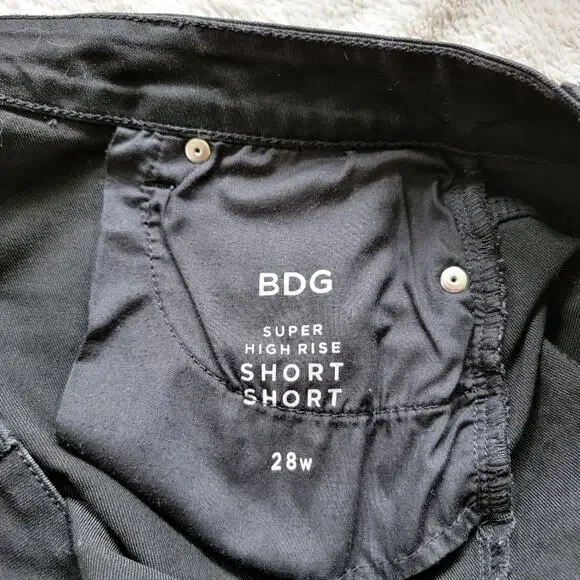 BDG
SUPER
HIGH RISE
SHORT
SHORT
28W